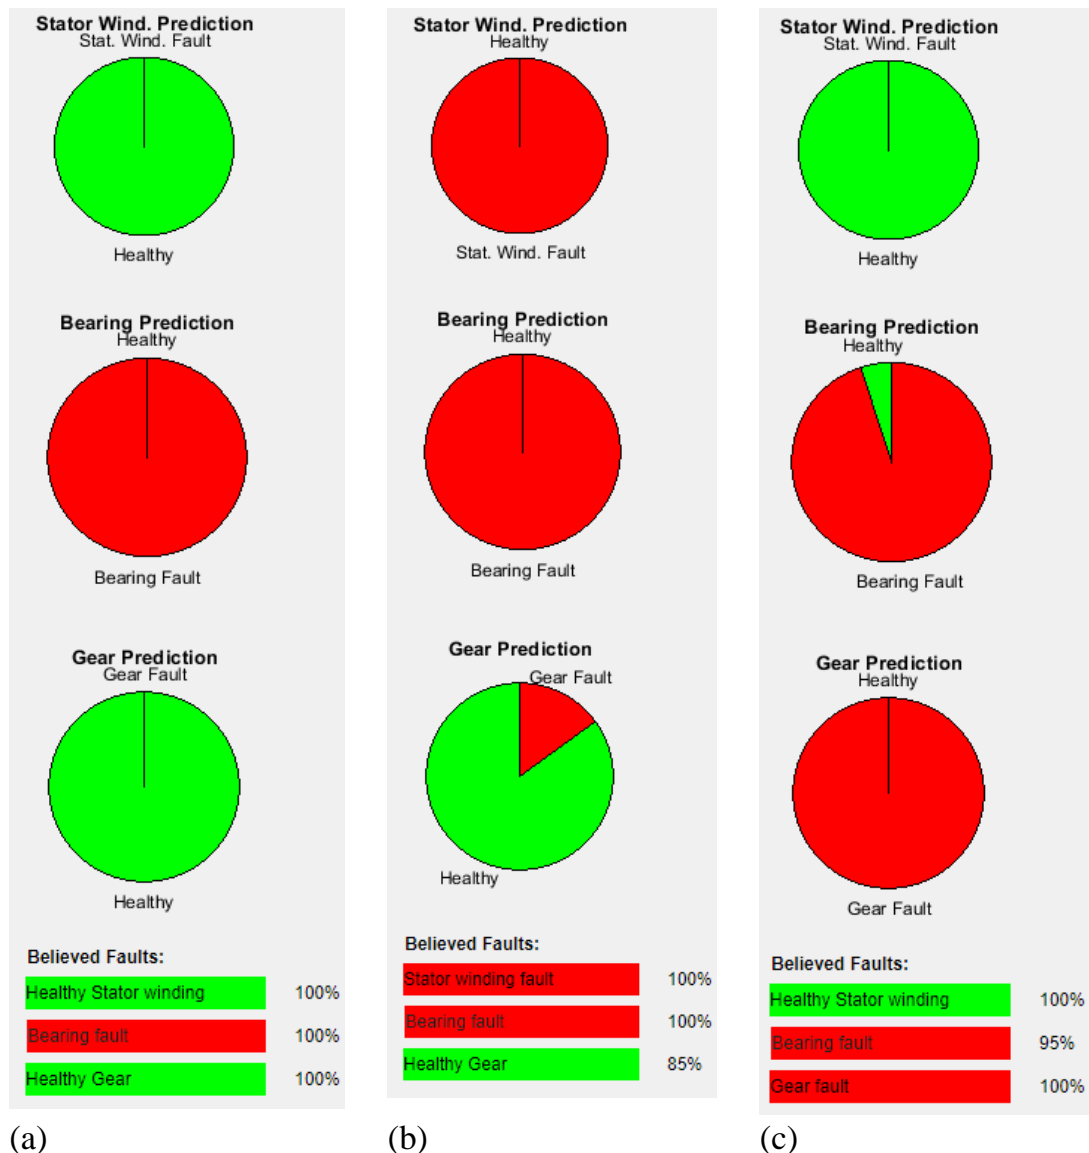 Stator Wind. Prediction
Stat. Wind. Fault
Healthy
Bearing Prediction
Healthy
Bearing Fault
Gear Prediction
Gear Fault
Healthy
Believed Faults:
Healthy Stator winding 100%
Bearing fault 100%
Healthy Gear 100%
(a)
Stator Wind. Prediction
Healthy
Stat. Wind. Fault
Bearing Prediction
Healthy
Bearing Fault
Gear Prediction
Gear Fault
Healthy
Believed Faults:
Stator winding fault 100%
Bearing fault 100%
Healthy Gear 85%
(b)
Stator Wind. Prediction
Stat. Wind. Fault
Healthy
Bearing Prediction
Healthy
Bearing Fault
Gear Prediction
Healthy
Gear Fault
Believed Faults:
Healthy Stator winding 100%
Bearing fault 95%
Gear fault 100%
(c)